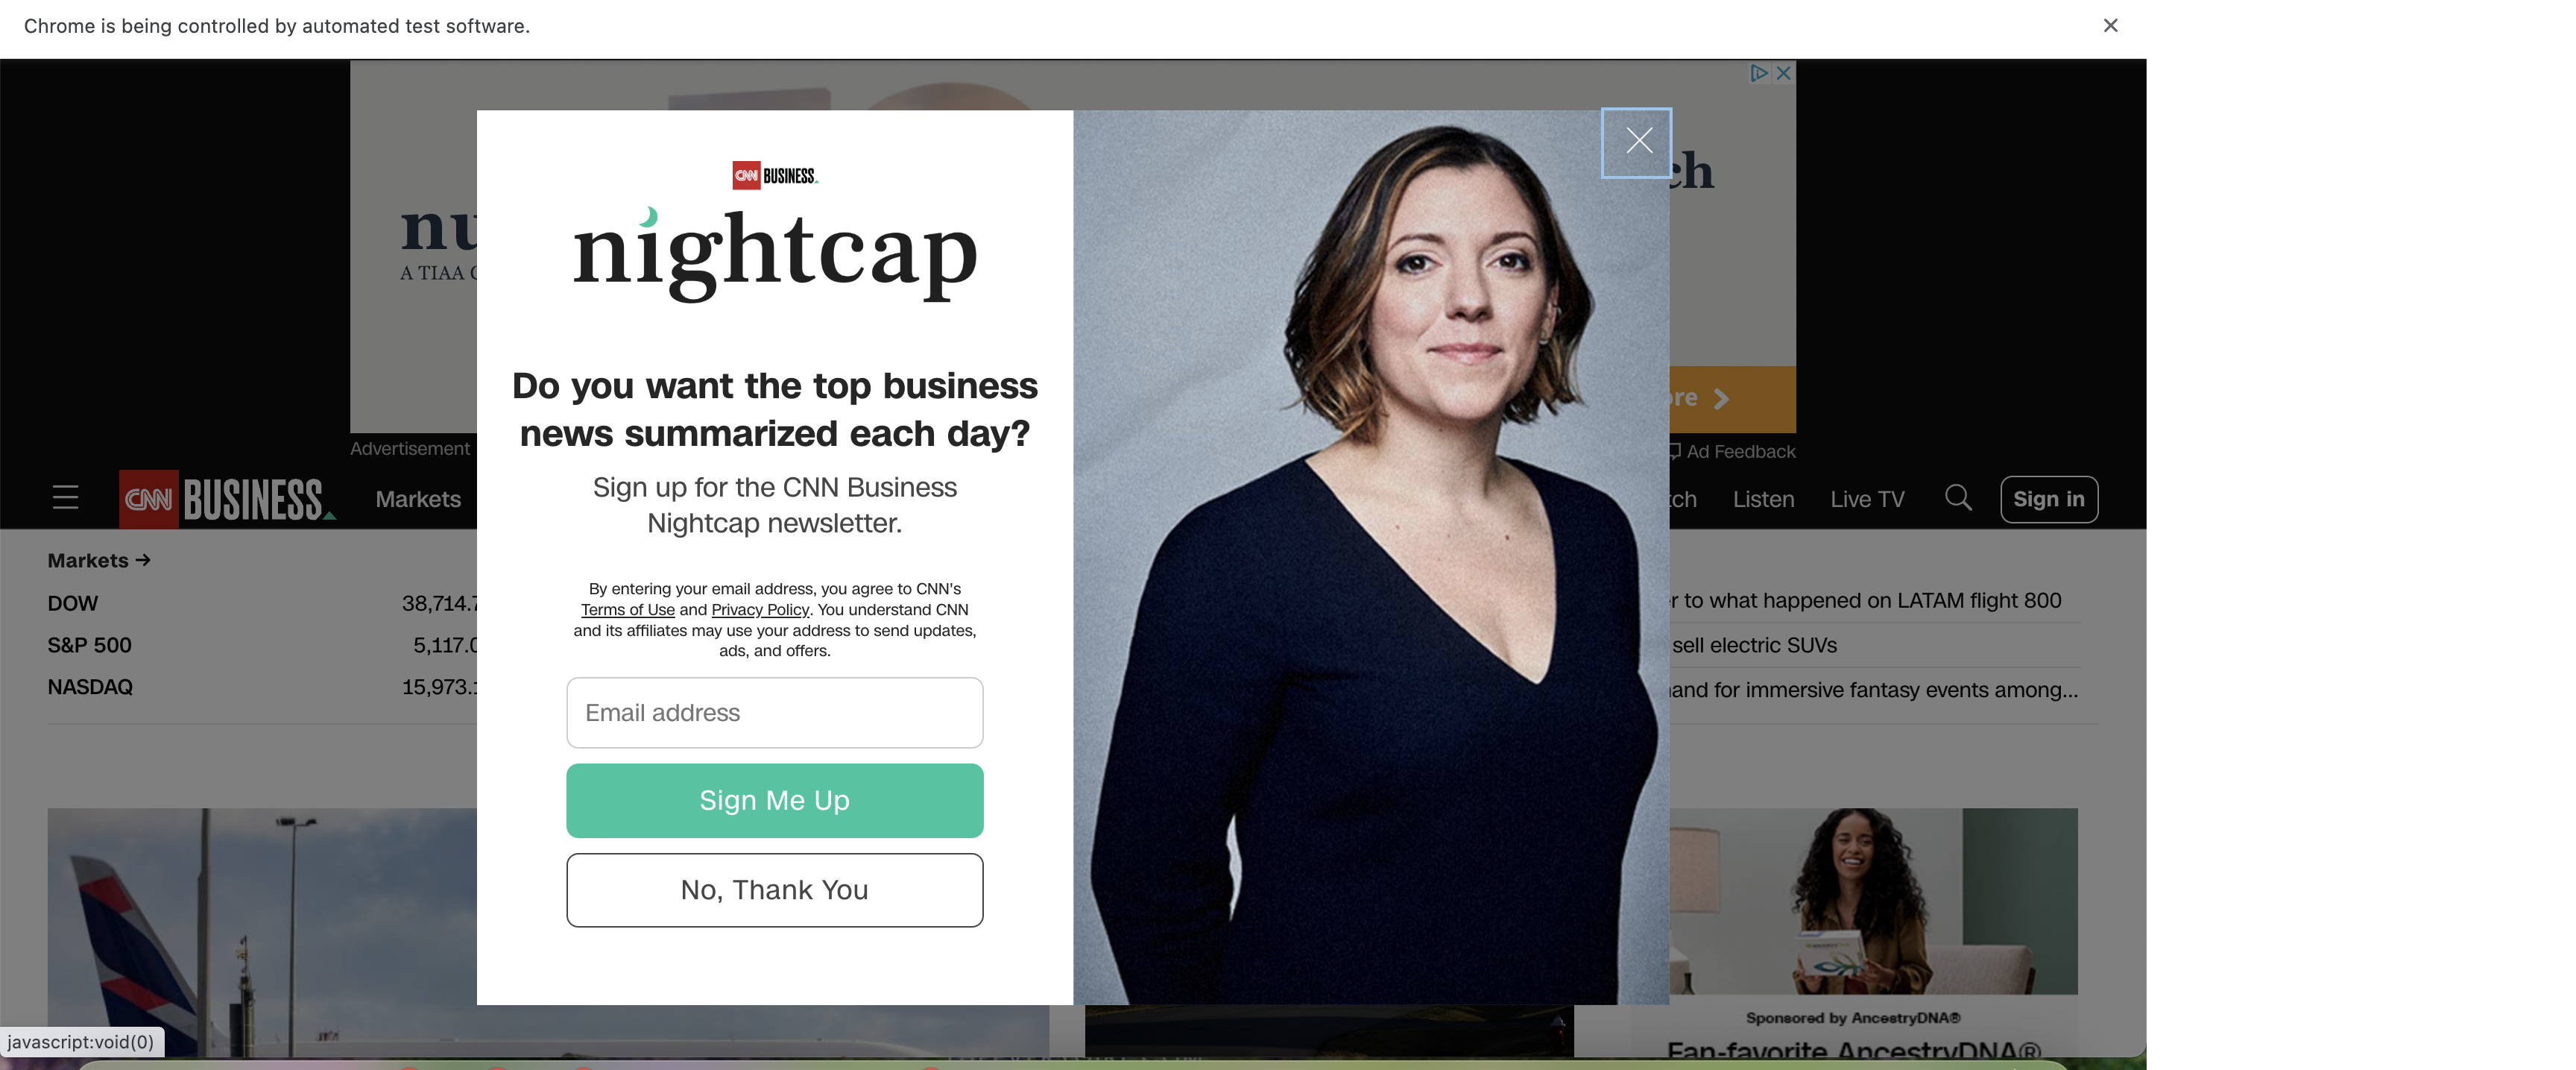 Chrome is being controlled by automated test software.
nu
A TIAA
ch
ore
Advertisement
Ad Feedback
CNN BUSINESS
Markets
Listen
Live TV
Sign in
CNN BUSINESS
nightcap
Do you want the top business
news summarized each day?
Sign up for the CNN Business
Nightcap newsletter.
By entering your email address, you agree to CNN's
Terms of Use and Privacy Policy. You understand CNN
and its affiliates may use your address to send updates,
ads, and offers.
Email address
Sign Me Up
No, Thank You
Markets →
DOW 38,714.
S&P 500 5,117.
NASDAQ 15,973.
to what happened on LATAM flight 800
sell electric SUVs
and for immersive fantasy events among...
Sponsored by AncestryDNA®
Fan-favorite AncestryDNA®
javascript:void(0)